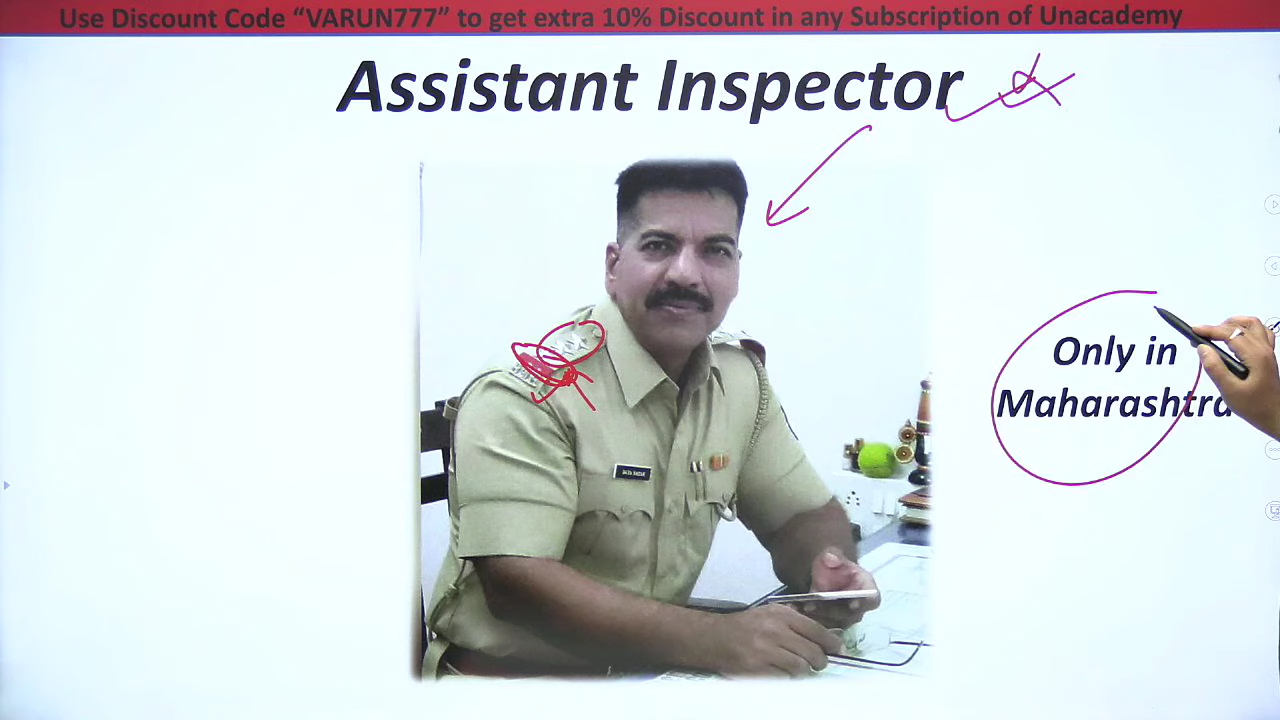 Use Discount Code “VARUN777” to get extra 10% Discount in any Subscription of Unacademy
Assistant Inspector
Only in
Maharashtra